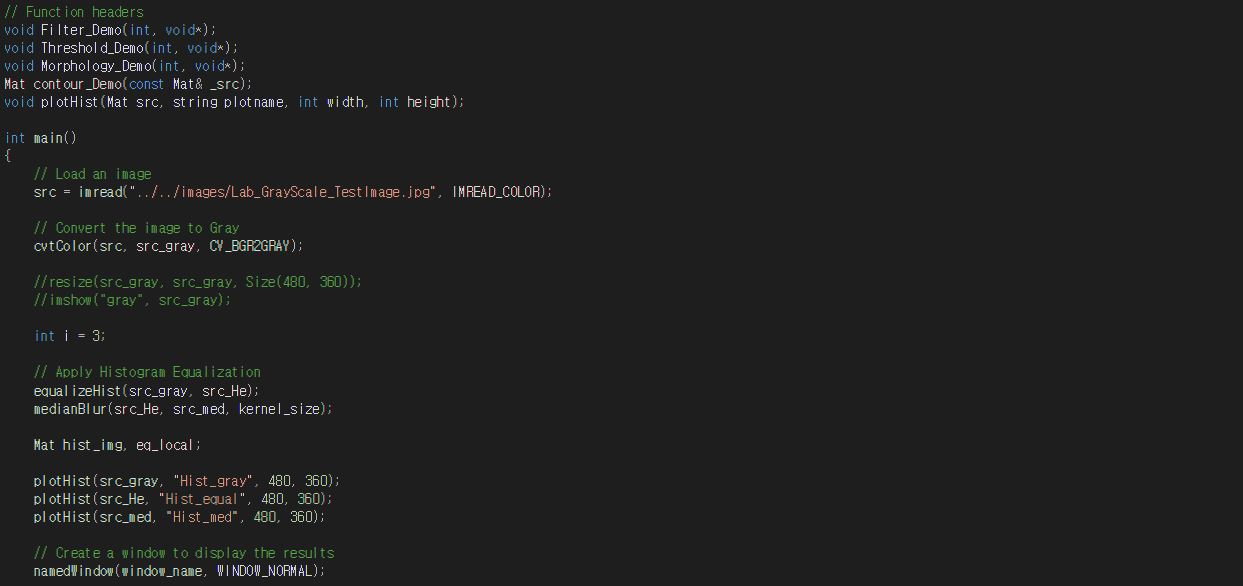 // Function headers
void Filter_Demo(int, void*);
void Threshold_Demo(int, void*);
void Morphology_Demo(int, void*);
Mat contour_Demo(const Mat& _src);
void plotHist(Mat src, string plotname, int width, int height);
int main()
{
// Load an image
src = imread("../../images/Lab_GrayScale_TestImage.jpg", IMREAD_COLOR);
// Convert the image to Gray
cvtColor(src, src_gray, CV_BGR2GRAY);
//resize(src_gray, src_gray, Size(480, 360));
//imshow("gray", src_gray);
int i = 3;
// Apply Histogram Equalization
equalizeHist(src_gray, src_He);
medianBlur(src_He, src_med, kernel_size);
Mat hist_img, eq_local;
plotHist(src_gray, "Hist_gray", 480, 360);
plotHist(src_He, "Hist_equal", 480, 360);
plotHist(src_med, "Hist_med", 480, 360);
// Create a window to display the results
namedWindow(window_name, WINDOW_NORMAL);